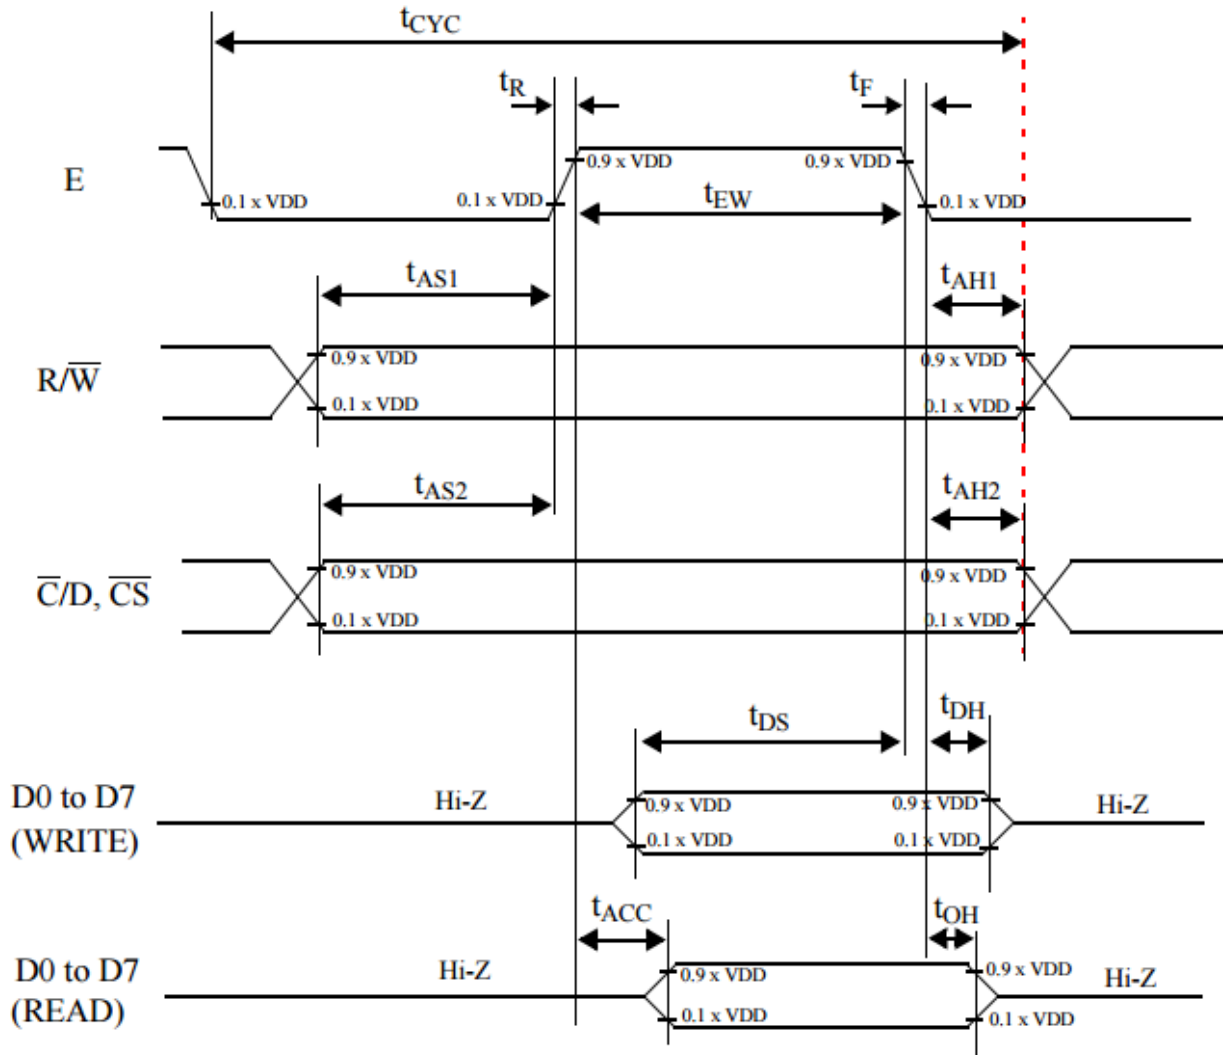 tCYC
tR
tF
E
0.9 x VDD
0.9 x VDD
0.1 x VDD
0.1 x VDD
0.1 x VDD
tEW
tAS1
tAH1
R/W̅
0.9 x VDD
0.9 x VDD
0.1 x VDD
0.1 x VDD
tAS2
tAH2
C̅/D, C̅S̅
0.9 x VDD
0.9 x VDD
0.1 x VDD
0.1 x VDD
tDS
tDH
D0 to D7
(WRITE)
Hi-Z
0.9 x VDD
0.9 x VDD
Hi-Z
0.1 x VDD
0.1 x VDD
tACC
tOH
D0 to D7
(READ)
Hi-Z
0.9 x VDD
0.9 x VDD
Hi-Z
0.1 x VDD
0.1 x VDD